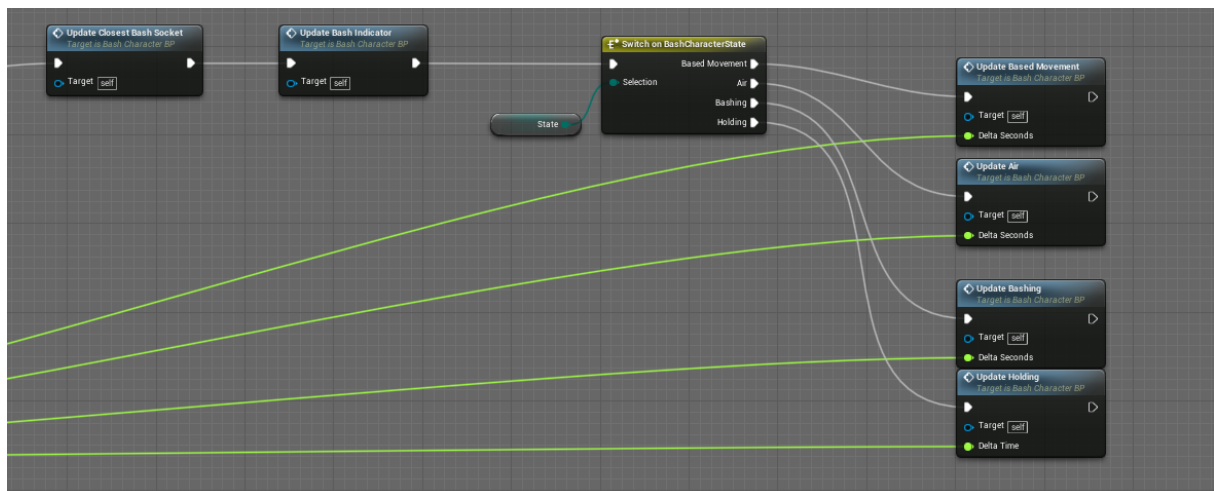 Update Closest Bash Socket
Target is Bash Character BP
Target self
Update Bash Indicator
Target is Bash Character BP
Target self
State
Switch on BashCharacterState
Based Movement
Selection
Air
Bashing
Holding
Update Based Movement
Target is Bash Character BP
Target self
Delta Seconds
Update Air
Target is Bash Character BP
Target self
Delta Seconds
Update Bashing
Target is Bash Character BP
Target self
Delta Seconds
Update Holding
Target is Bash Character BP
Target self
Delta Time